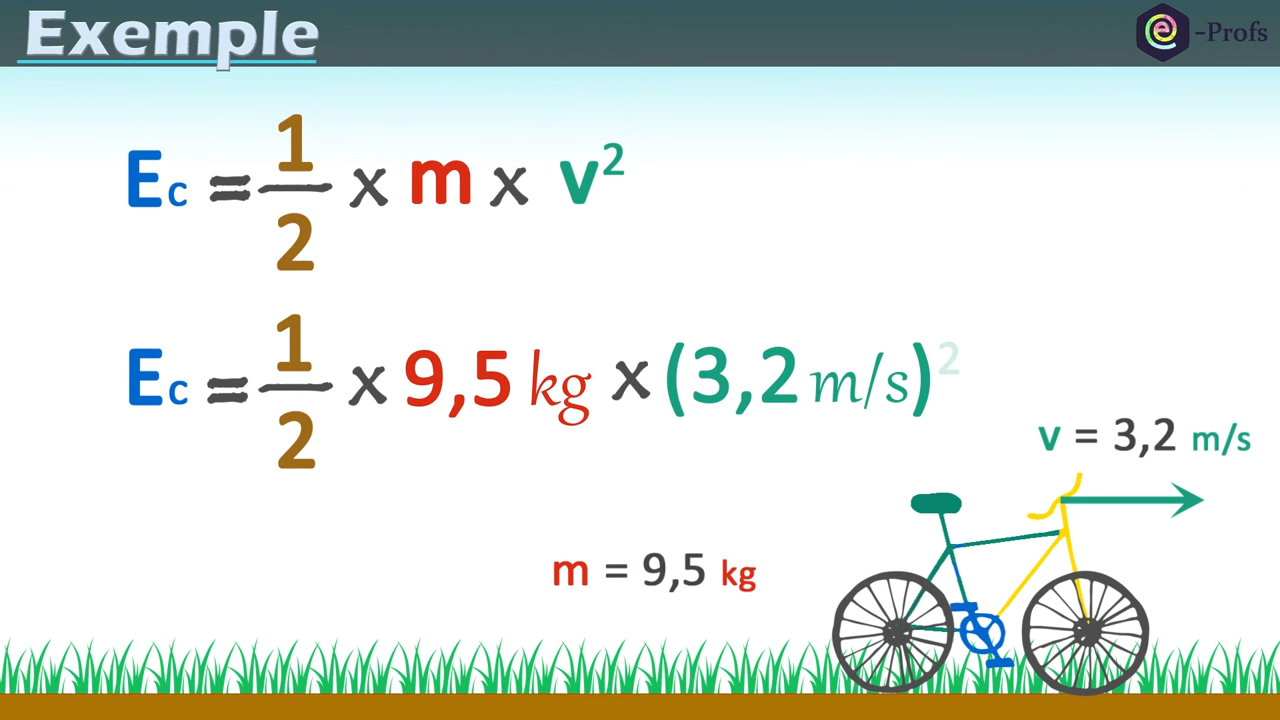 Exemple
e -Profs
Ec = 1/2 x m x v²
Ec = 1/2 x 9,5 kg x (3,2 m/s)²
v = 3,2 m/s
m = 9,5 kg